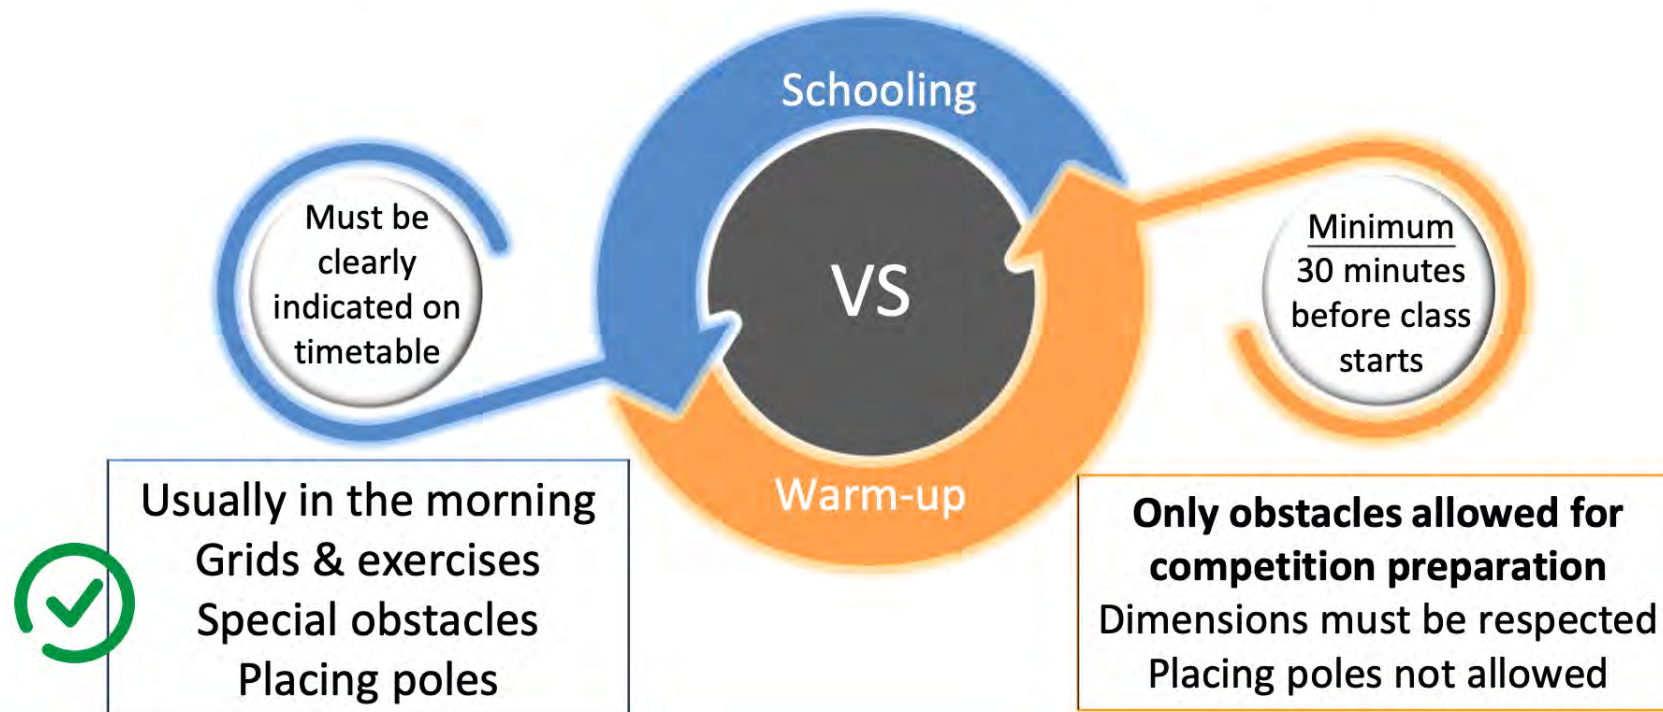 Schooling
Must be
clearly
indicated on
timetable
VS
Minimum
30 minutes
before class
starts
Warm-up
Usually in the morning
Grids & exercises
Special obstacles
Placing poles
Only obstacles allowed for
competition preparation
Dimensions must be respected
Placing poles not allowed